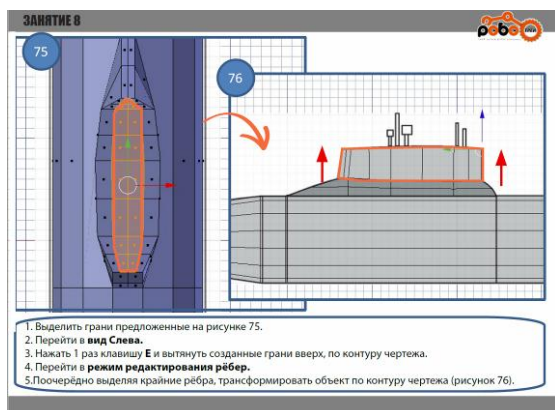 ЗАНЯТИЕ 8
РОБО
75
76
1. Выделить грани предложенные на рисунке 75.
2. Перейти в вид Слева.
3. Нажать 1 раз клавишу E и вытянуть созданные грани вверх, по контуру чертежа.
4. Перейти в режим редактирования рёбер.
5.Поочерёдно выделяя крайние рёбра, трансформировать объект по контуру чертежа (рисунок 76).